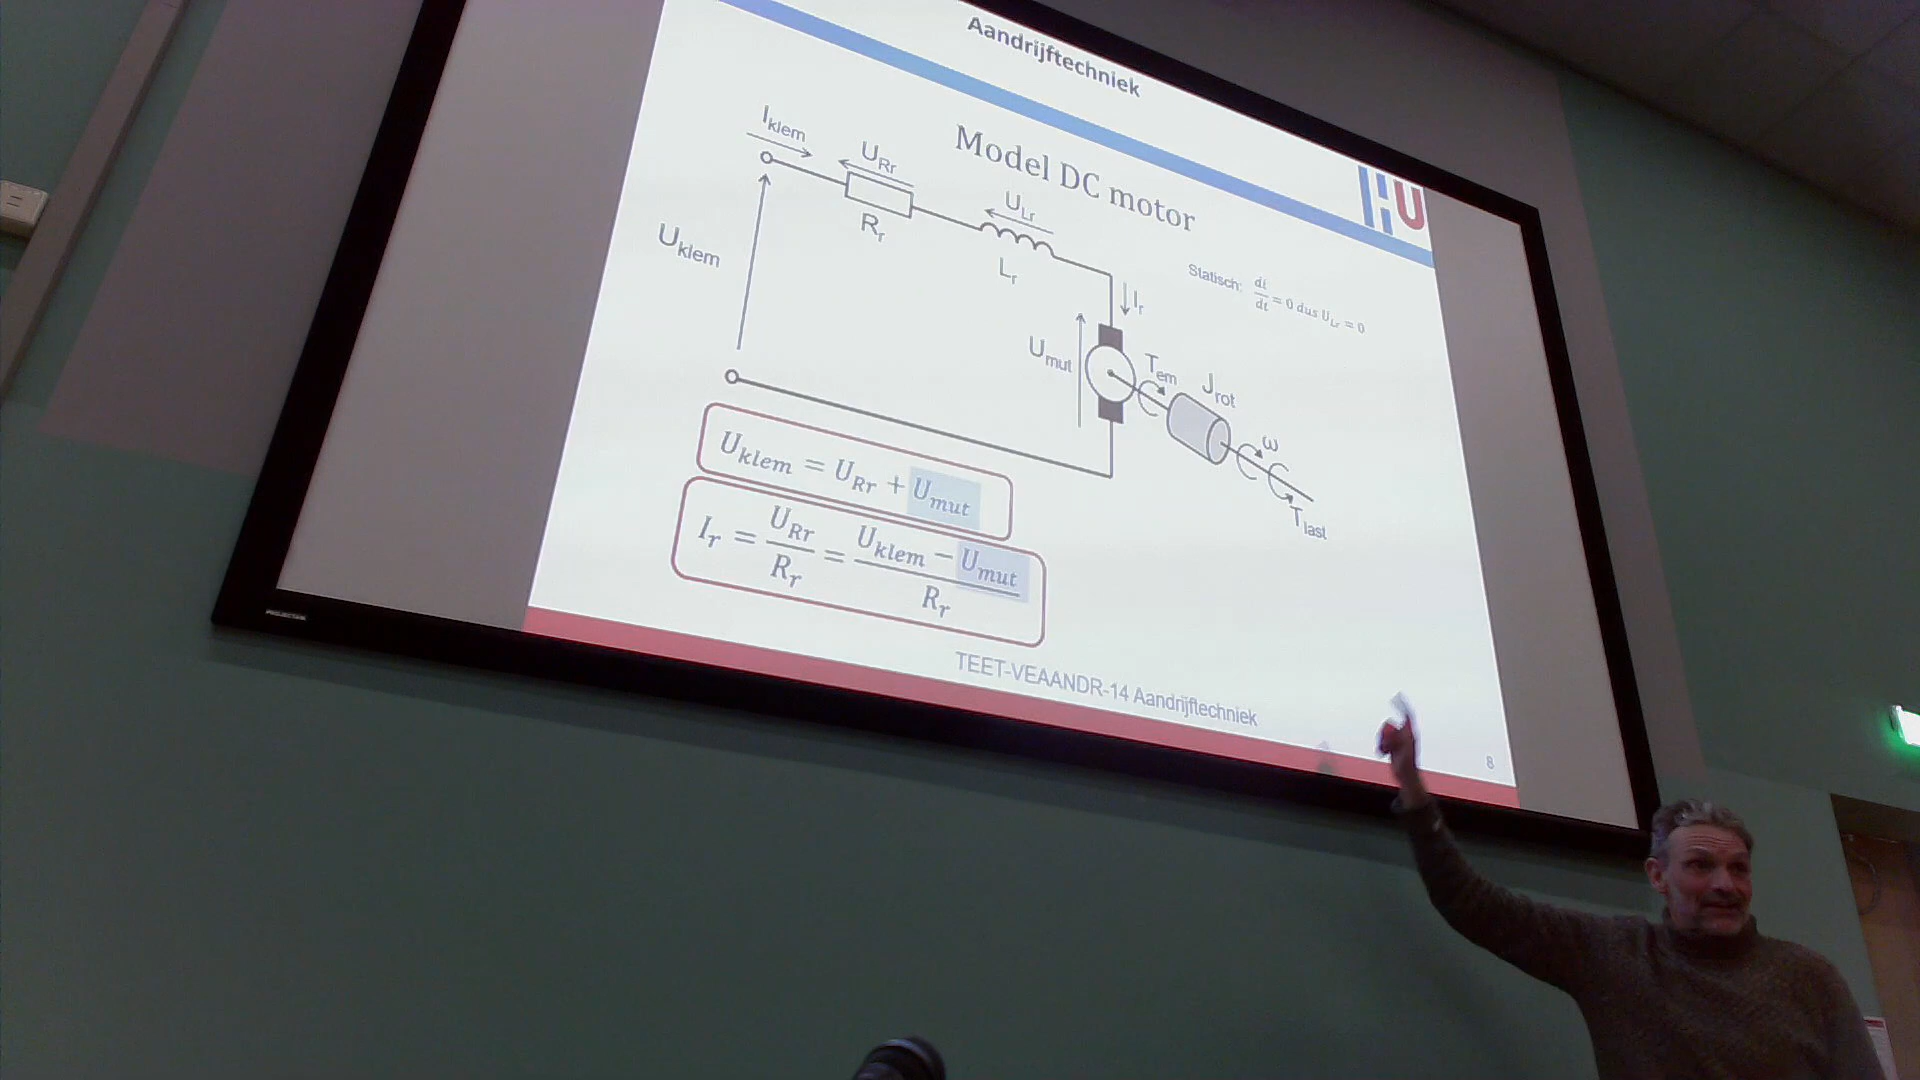 Aandrijftechniek
Model DC motor
HU
I_klem
U_Rr
R_r
U_Lr
L_r
U_klem
Statisch: di/dt = 0 dus U_Lr = 0
I_r
U_mut
T_em
J_rot
ω
T_last
U_klem = U_Rr + U_mut
I_r = U_Rr / R_r = (U_klem − U_mut) / R_r
TEET-VEAANDR-14 Aandrijftechniek
8